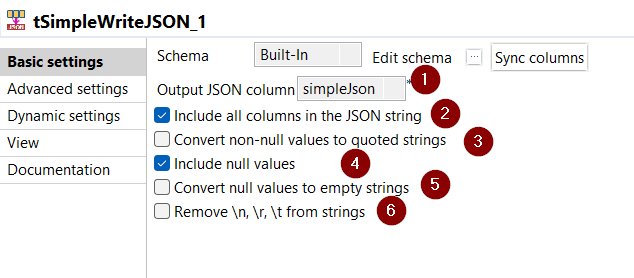 JSON
tSimpleWriteJSON_1
Basic settings
Advanced settings
Dynamic settings
View
Documentation
Schema Built-In Edit schema ... Sync columns
Output JSON column simpleJson * 1
Include all columns in the JSON string 2
Convert non-null values to quoted strings 3
Include null values 4
Convert null values to empty strings 5
Remove \n, \r, \t from strings 6